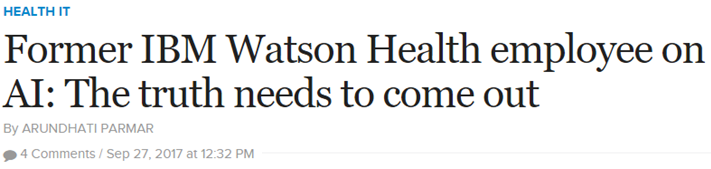 HEALTH IT
Former IBM Watson Health employee on
AI: The truth needs to come out
By ARUNDHATI PARMAR
4 Comments / Sep 27, 2017 at 12:32 PM